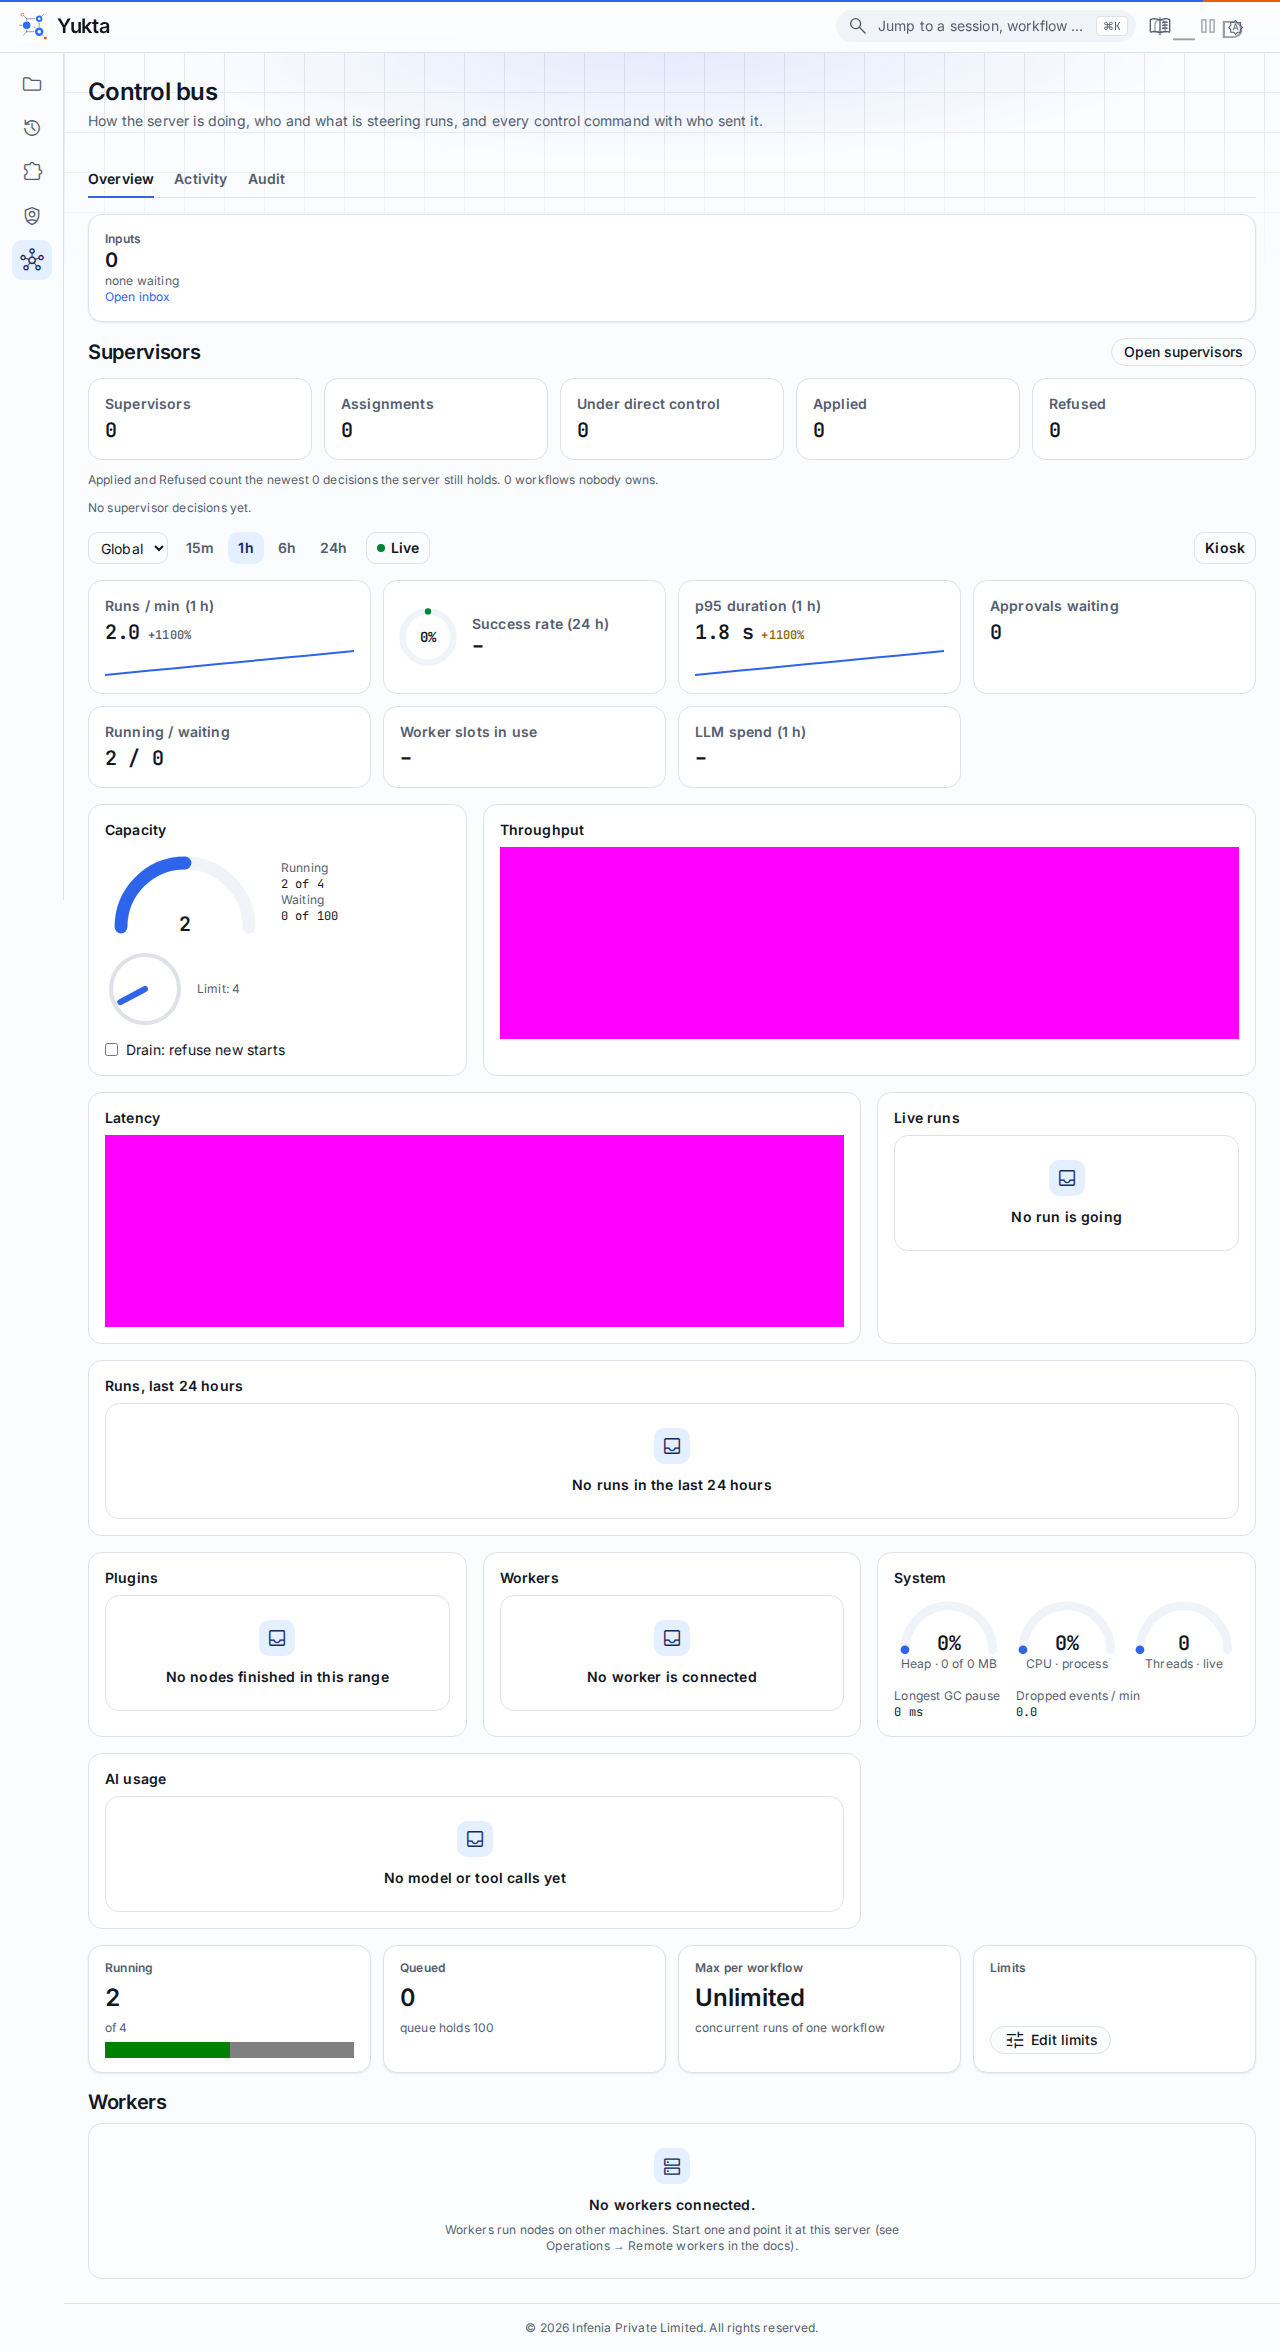 Yukta
Jump to a session, workflow ...
⌘K
Control bus
How the server is doing, who and what is steering runs, and every control command with who sent it.
Overview
Activity
Audit
Inputs
0
none waiting
Open inbox
Supervisors
Open supervisors
Supervisors
0
Assignments
0
Under direct control
0
Applied
0
Refused
0
Applied and Refused count the newest 0 decisions the server still holds. 0 workflows nobody owns.
No supervisor decisions yet.
Global
15m
1h
6h
24h
Live
Kiosk
Runs / min (1 h)
2.0 +1100%
0%
Success rate (24 h)
–
p95 duration (1 h)
1.8 s +1100%
Approvals waiting
0
Running / waiting
2 / 0
Worker slots in use
–
LLM spend (1 h)
–
Capacity
2
Running
2 of 4
Waiting
0 of 100
Limit: 4
Drain: refuse new starts
Throughput
Latency
Live runs
No run is going
Runs, last 24 hours
No runs in the last 24 hours
Plugins
No nodes finished in this range
Workers
No worker is connected
System
0%
Heap · 0 of 0 MB
0%
CPU · process
0
Threads · live
Longest GC pause
0 ms
Dropped events / min
0.0
AI usage
No model or tool calls yet
Running
2
of 4
Queued
0
queue holds 100
Max per workflow
Unlimited
concurrent runs of one workflow
Limits
Edit limits
Workers
No workers connected.
Workers run nodes on other machines. Start one and point it at this server (see
Operations → Remote workers in the docs).
© 2026 Infenia Private Limited. All rights reserved.